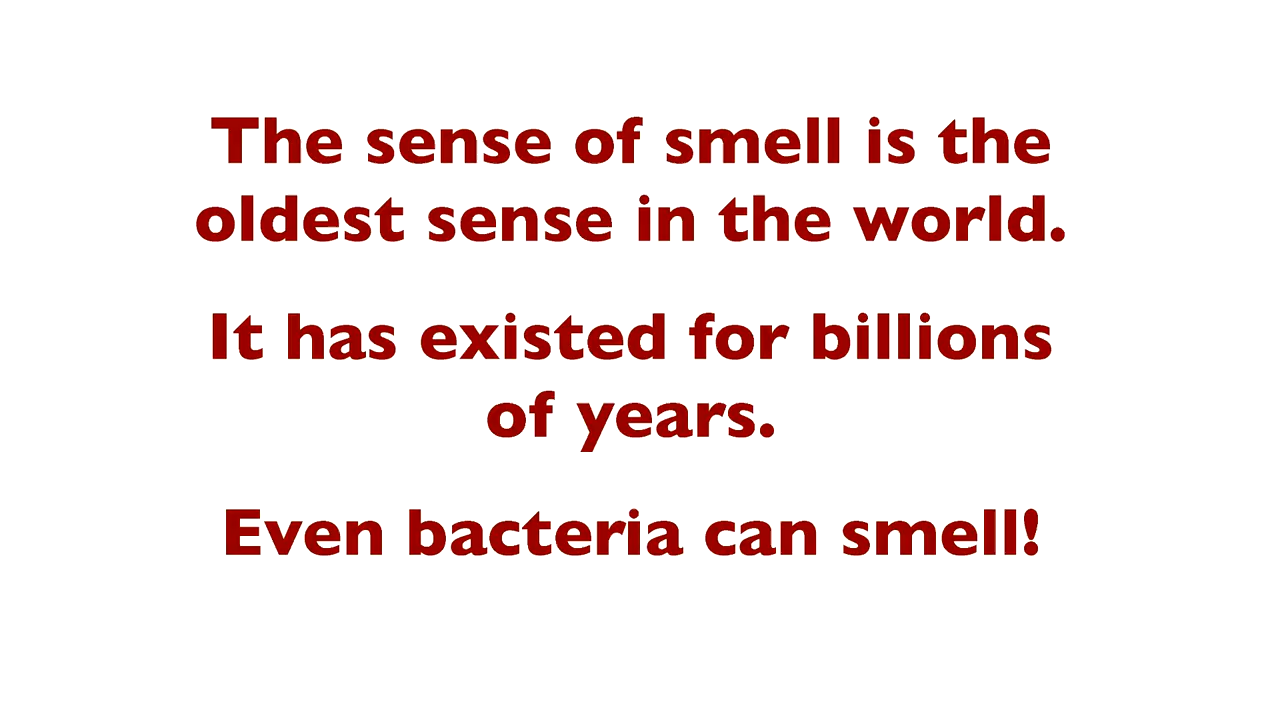 The sense of smell is the
oldest sense in the world.
It has existed for billions
of years.
Even bacteria can smell!